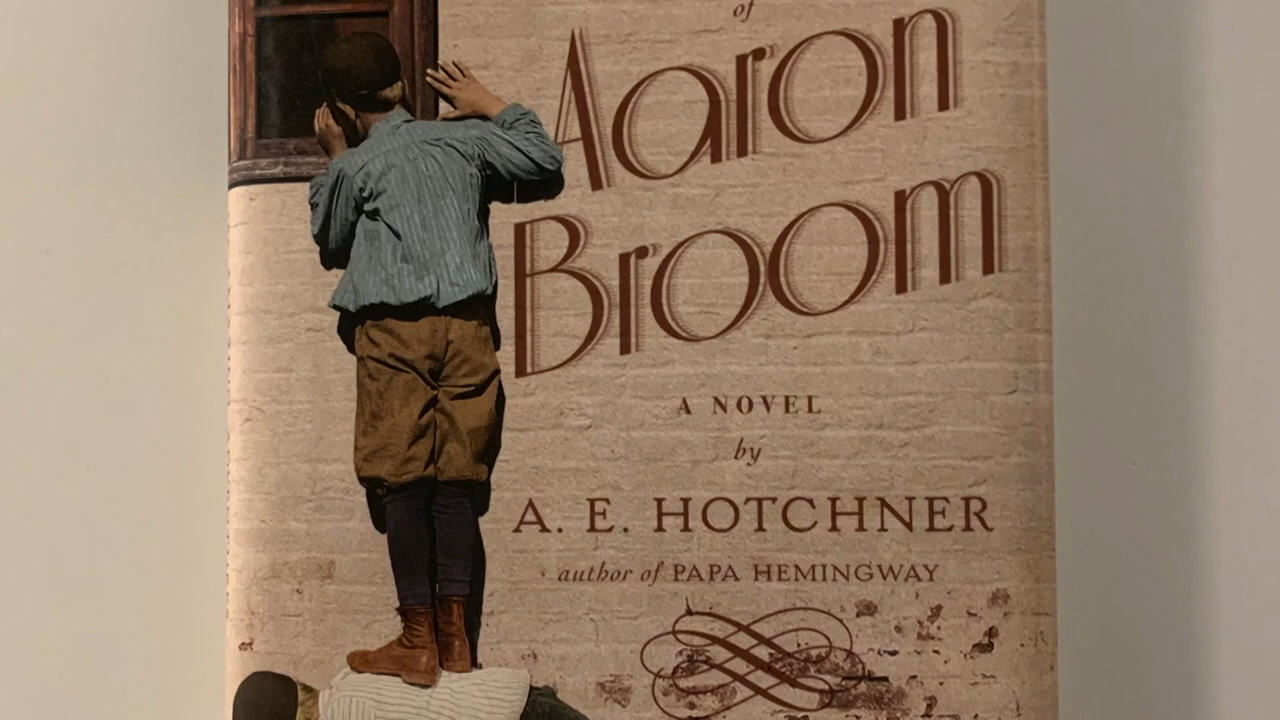 of
Aaron
Broom
A NOVEL
by
A. E. HOTCHNER
author of PAPA HEMINGWAY